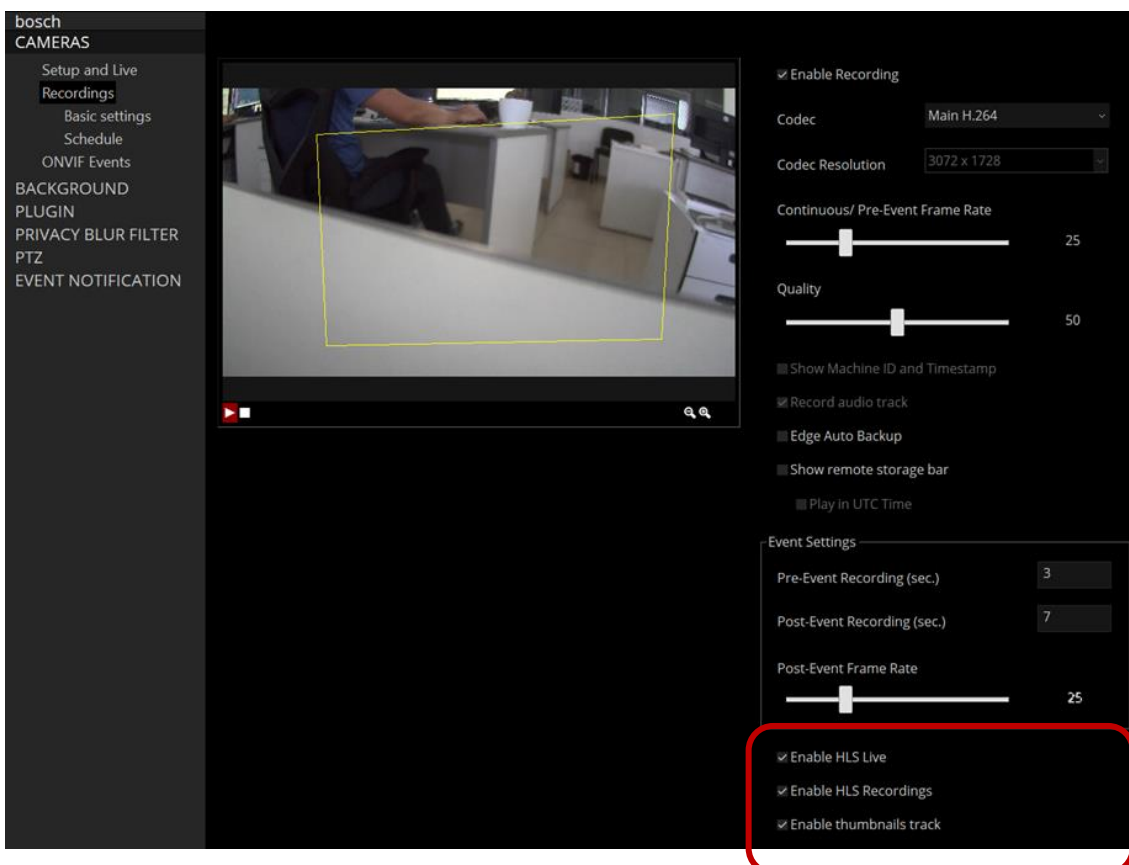 bosch
CAMERAS
Setup and Live
Recordings
Basic settings
Schedule
ONVIF Events
BACKGROUND
PLUGIN
PRIVACY BLUR FILTER
PTZ
EVENT NOTIFICATION
Enable Recording
Codec Main H.264
Codec Resolution 3072 x 1728
Continuous/ Pre-Event Frame Rate
25
Quality
50
Show Machine ID and Timestamp
Record audio track
Edge Auto Backup
Show remote storage bar
Play in UTC Time
Event Settings
Pre-Event Recording (sec.) 3
Post-Event Recording (sec.) 7
Post-Event Frame Rate
25
Enable HLS Live
Enable HLS Recordings
Enable thumbnails track